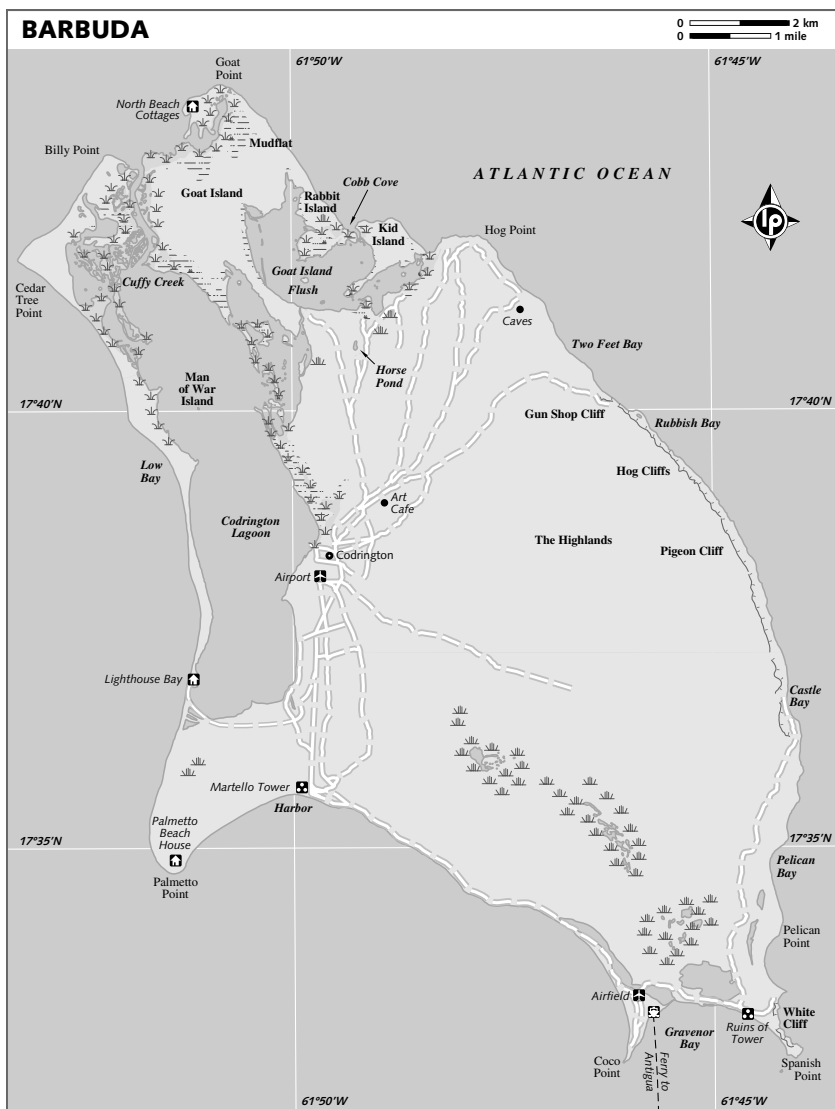 BARBUDA
0 2 km
0 1 mile
61°50'W
61°45'W
Goat
Point
North Beach
Cottages
Mudflat
Billy Point
ATLANTIC OCEAN
Cobb Cove
Goat Island
Rabbit
Island
Kid
Island
lp
Hog Point
Goat Island
Flush
Cuffy Creek
Cedar
Tree
Point
Caves
Two Feet Bay
Horse
Pond
Man
of War
Island
17°40'N
17°40'N
Gun Shop Cliff
Rubbish Bay
Low
Bay
Hog Cliffs
Art
Cafe
Codrington
Lagoon
The Highlands
Pigeon Cliff
Codrington
Airport
Lighthouse Bay
Castle
Bay
Martello Tower
Harbor
Palmetto
Beach
House
17°35'N
17°35'N
Pelican
Bay
Palmetto
Point
Pelican
Point
Airfield
White
Cliff
Gravenor
Bay
Ruins of
Tower
Coco
Point
Ferry to
Antigua
Spanish
Point
61°50'W
61°45'W